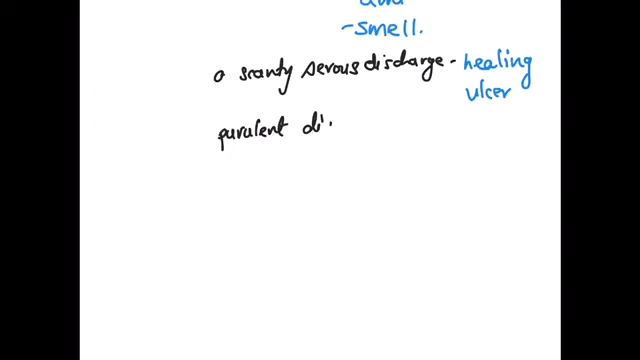 -smell.
a scanty serous discharge - healing
ulcer
purulent di